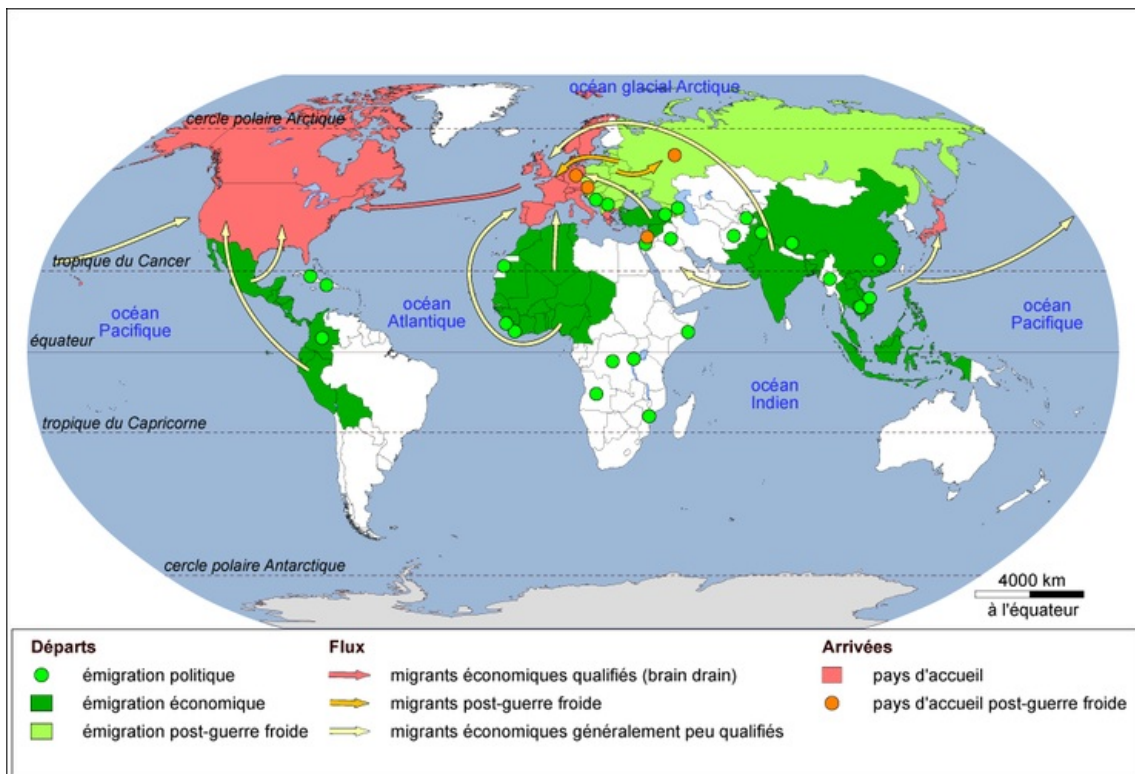 océan glacial Arctique
cercle polaire Arctique
tropique du Cancer
océan
Pacifique
océan
Atlantique
océan
Pacifique
équateur
océan
Indien
tropique du Capricorne
cercle polaire Antarctique
4000 km
à l'équateur
Départs
émigration politique
émigration économique
émigration post-guerre froide
Flux
migrants économiques qualifiés (brain drain)
migrants post-guerre froide
migrants économiques généralement peu qualifiés
Arrivées
pays d'accueil
pays d'accueil post-guerre froide